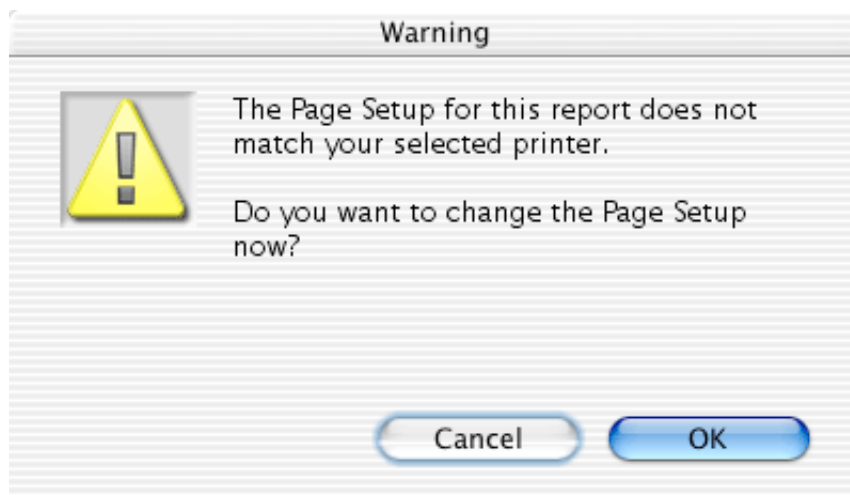 Warning
The Page Setup for this report does not
match your selected printer.
Do you want to change the Page Setup
now?
Cancel
OK